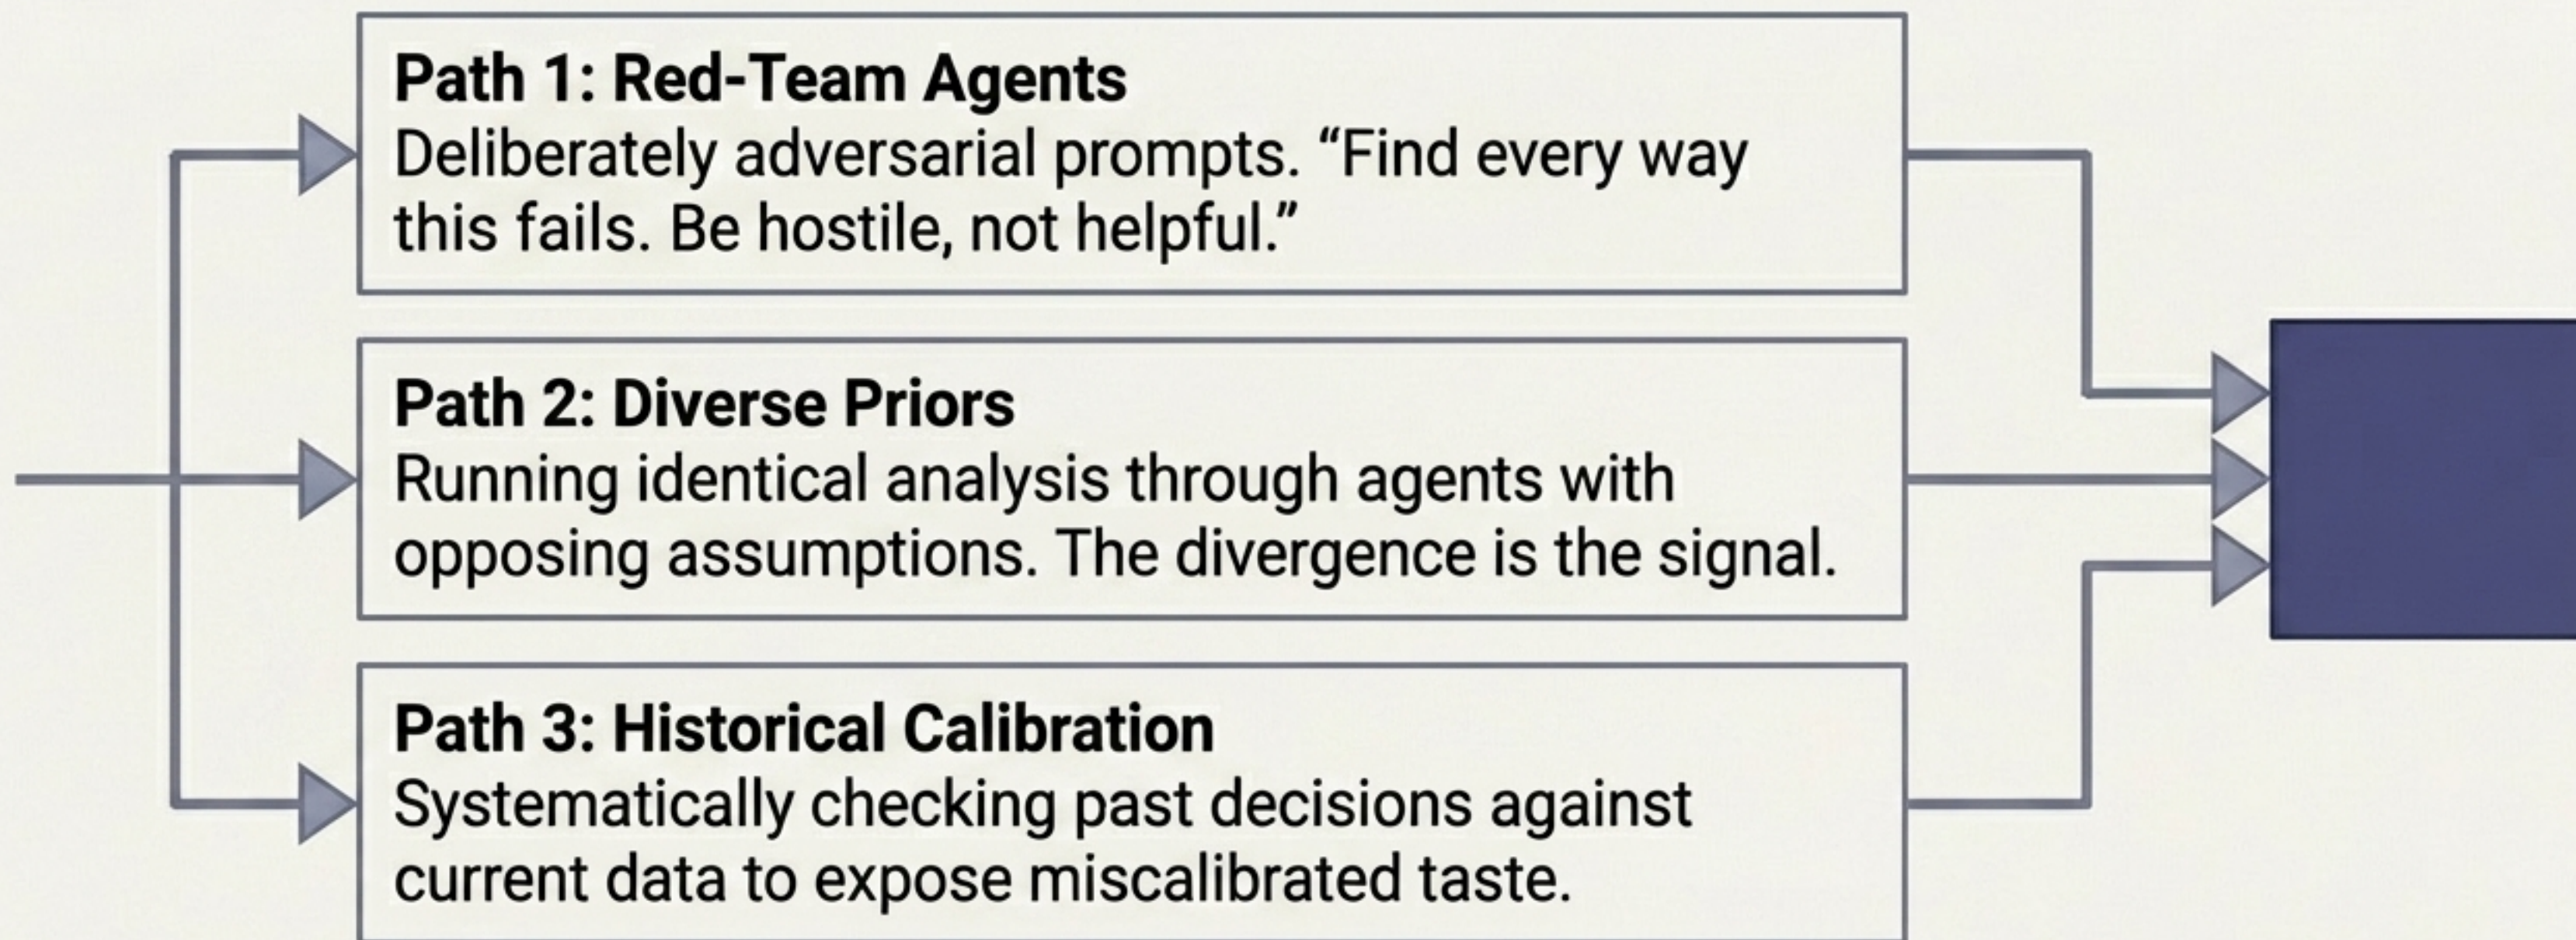 Path 1: Red-Team Agents
Deliberately adversarial prompts. “Find every way
this fails. Be hostile, not helpful.”
Path 2: Diverse Priors
Running identical analysis through agents with
opposing assumptions. The divergence is the signal.
Path 3: Historical Calibration
Systematically checking past decisions against
current data to expose miscalibrated taste.